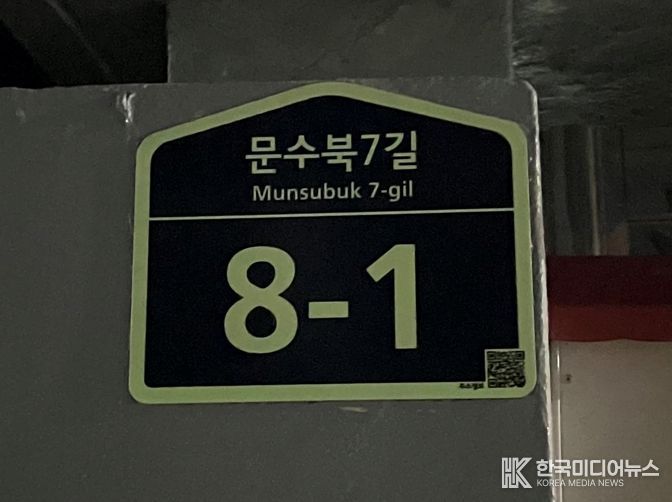 문수북7길
Munsubuk 7-gil
8-1
HK 한국미디어뉴스
KOREA MEDIA NEWS